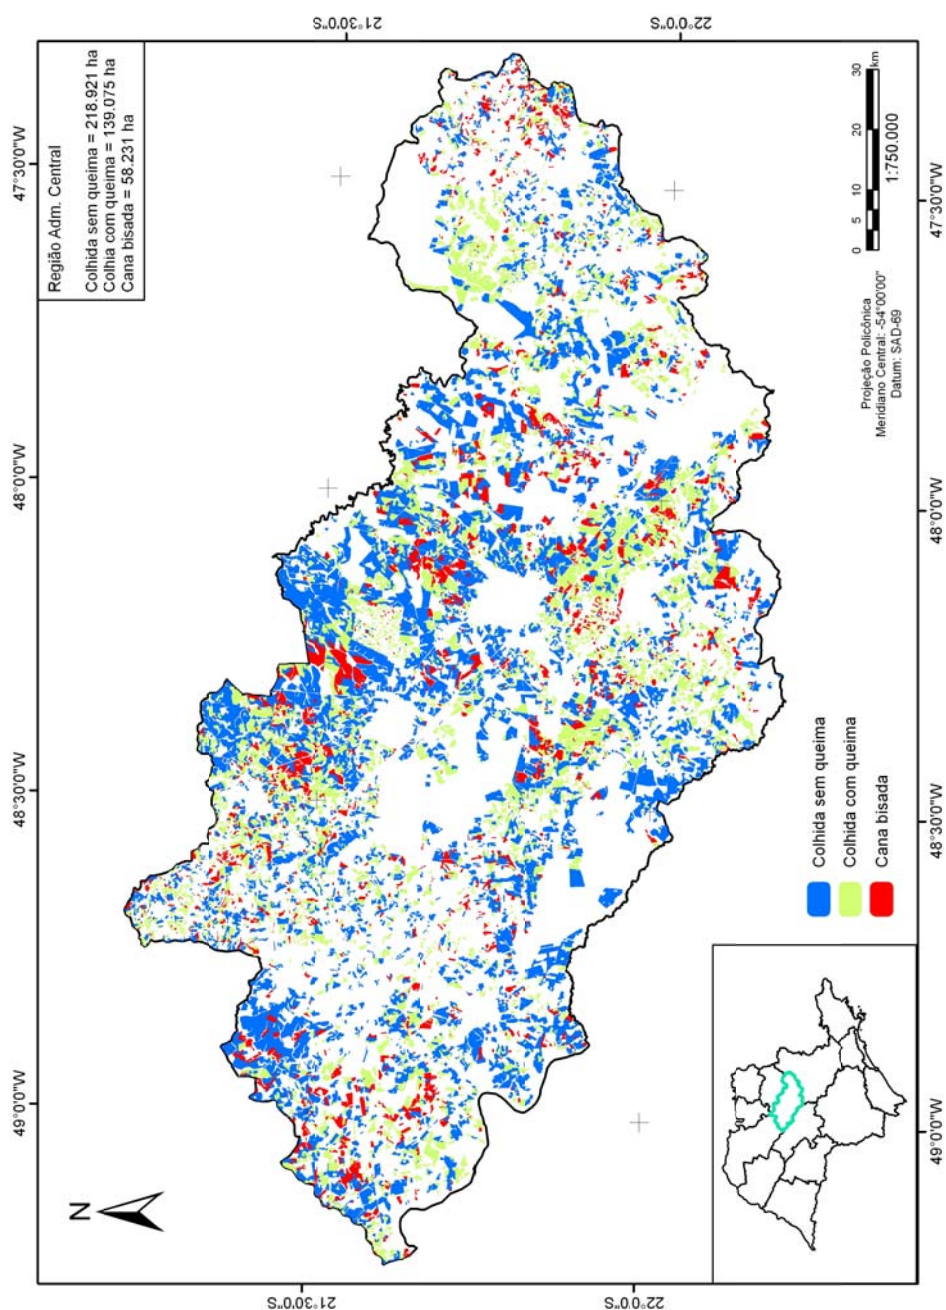 47°30'0"W
48°0'0"W
48°30'0"W
49°0'0"W
21°30'0"S
22°0'0"S
Região Adm. Central
Colhida sem queima = 218.921 ha
Colhia com queima = 139.075 ha
Cana bisada = 58.231 ha
N
Colhida sem queima
Colhida com queima
Cana bisada
Projeção Policônica
Meridiano Central: -54°00'00"
Datum: SAD-69
0 5 10 20 30
km
1:750.000
21°30'0"S
22°0'0"S
49°0'0"W
48°30'0"W
48°0'0"W
47°30'0"W